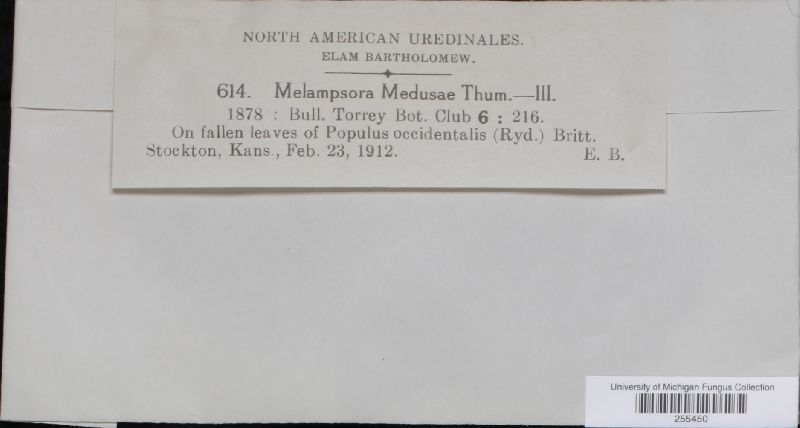 NORTH AMERICAN UREDINALES.
ELAM BARTHOLOMEW.
614. Melampsora Medusae Thum.—III.
1878 : Bull. Torrey Bot. Club 6 : 216.
On fallen leaves of Populus occidentalis (Ryd.) Britt.
Stockton, Kans., Feb. 23, 1912. E. B.
University of Michigan Fungus Collection
255450